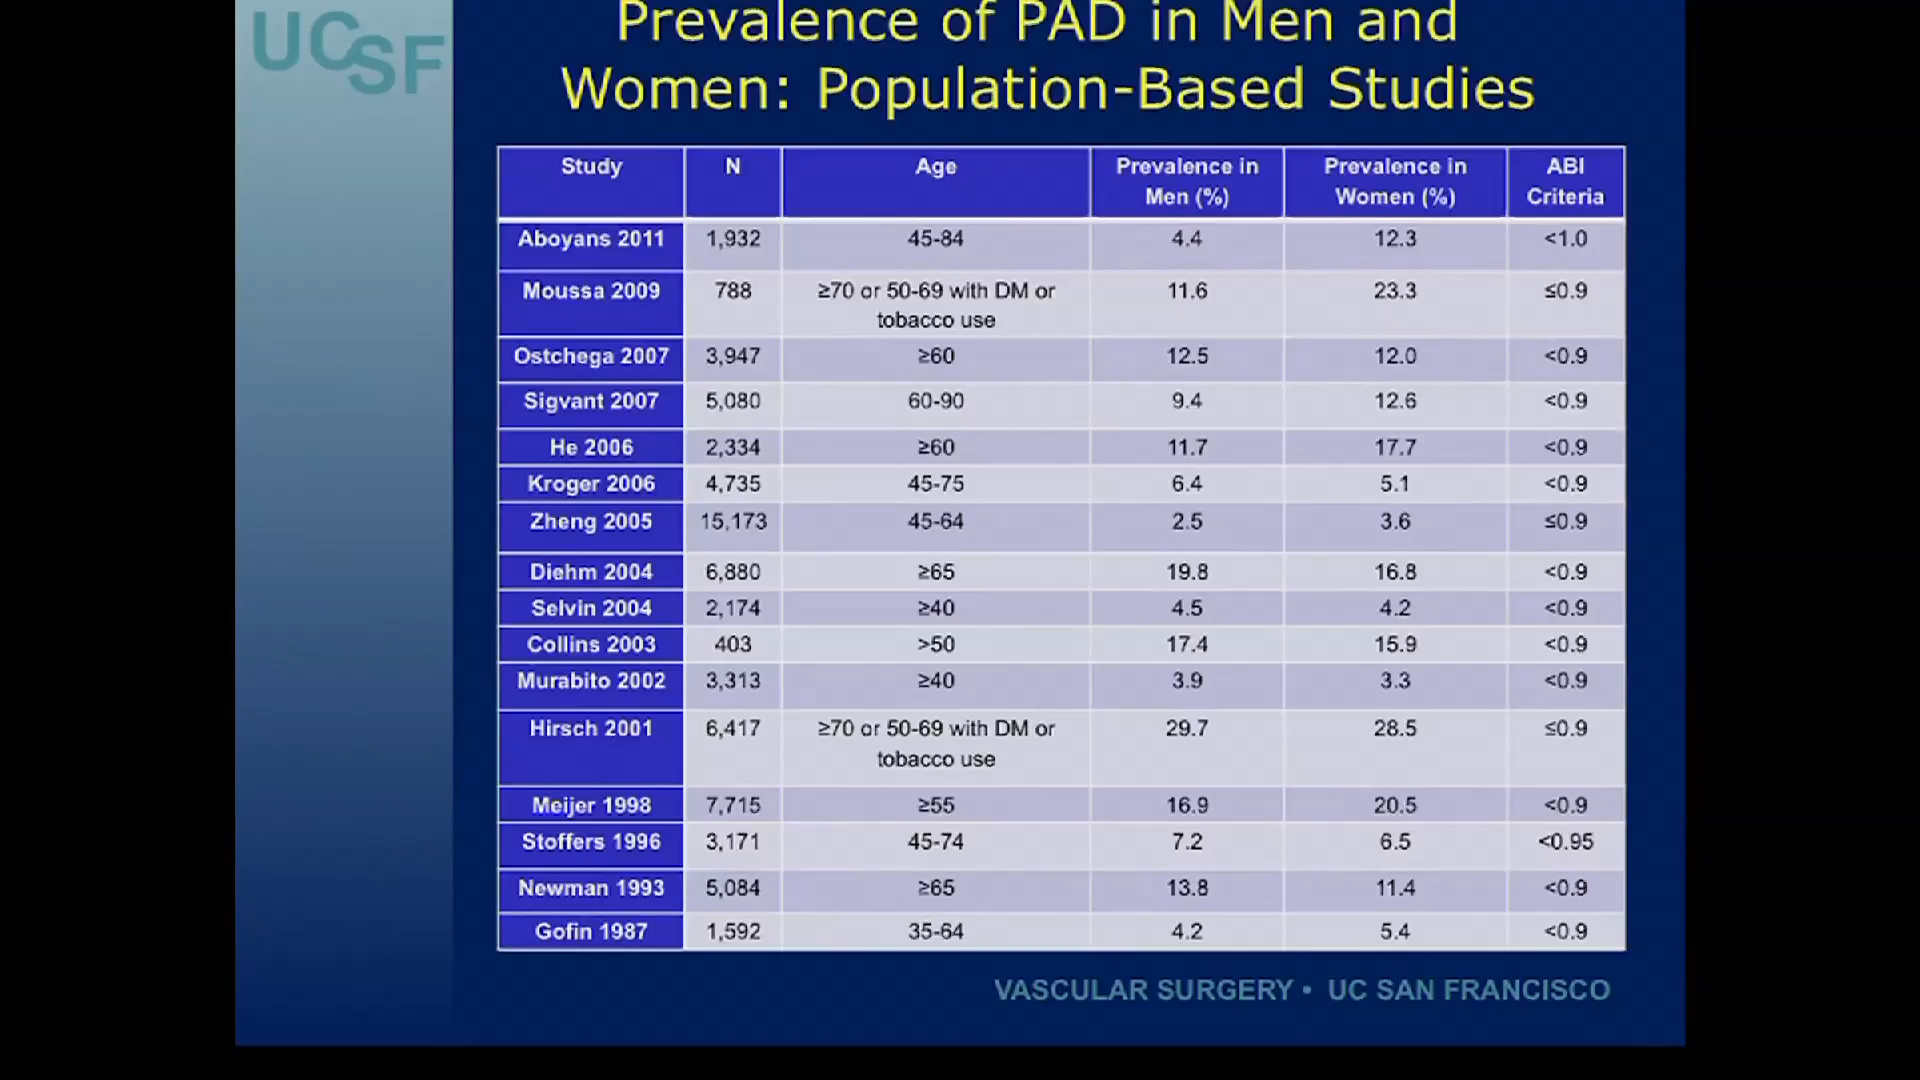 UCSF
Prevalence of PAD in Men and
Women: Population-Based Studies
Study N Age Prevalence in Men (%) Prevalence in Women (%) ABI Criteria
Aboyans 2011 1,932 45-84 4.4 12.3 <1.0
Moussa 2009 788 ≥70 or 50-69 with DM or tobacco use 11.6 23.3 ≤0.9
Ostchega 2007 3,947 ≥60 12.5 12.0 <0.9
Sigvant 2007 5,080 60-90 9.4 12.6 <0.9
He 2006 2,334 ≥60 11.7 17.7 <0.9
Kroger 2006 4,735 45-75 6.4 5.1 <0.9
Zheng 2005 15,173 45-64 2.5 3.6 ≤0.9
Diehm 2004 6,880 ≥65 19.8 16.8 <0.9
Selvin 2004 2,174 ≥40 4.5 4.2 <0.9
Collins 2003 403 >50 17.4 15.9 <0.9
Murabito 2002 3,313 ≥40 3.9 3.3 <0.9
Hirsch 2001 6,417 ≥70 or 50-69 with DM or tobacco use 29.7 28.5 ≤0.9
Meijer 1998 7,715 ≥55 16.9 20.5 <0.9
Stoffers 1996 3,171 45-74 7.2 6.5 <0.95
Newman 1993 5,084 ≥65 13.8 11.4 <0.9
Gofin 1987 1,592 35-64 4.2 5.4 <0.9
VASCULAR SURGERY • UC SAN FRANCISCO